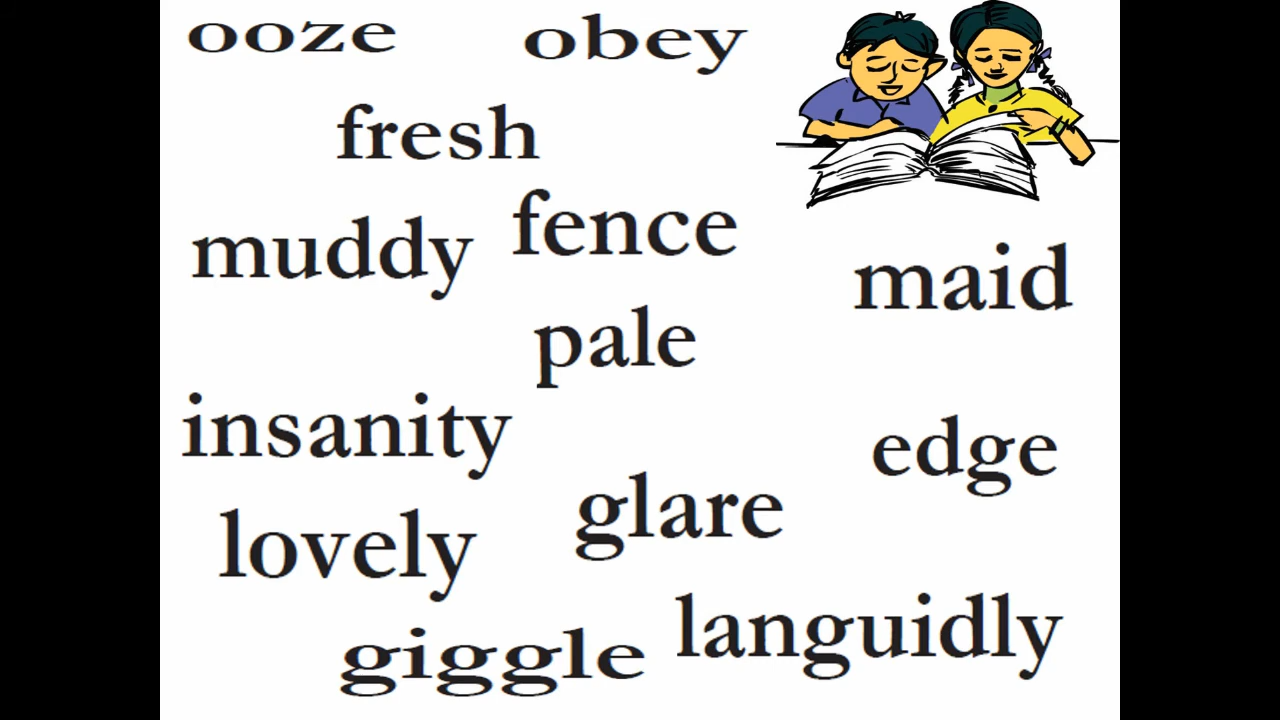 ooze obey
fresh
muddy fence
maid
pale
insanity
edge
glare
lovely
languidly
giggle